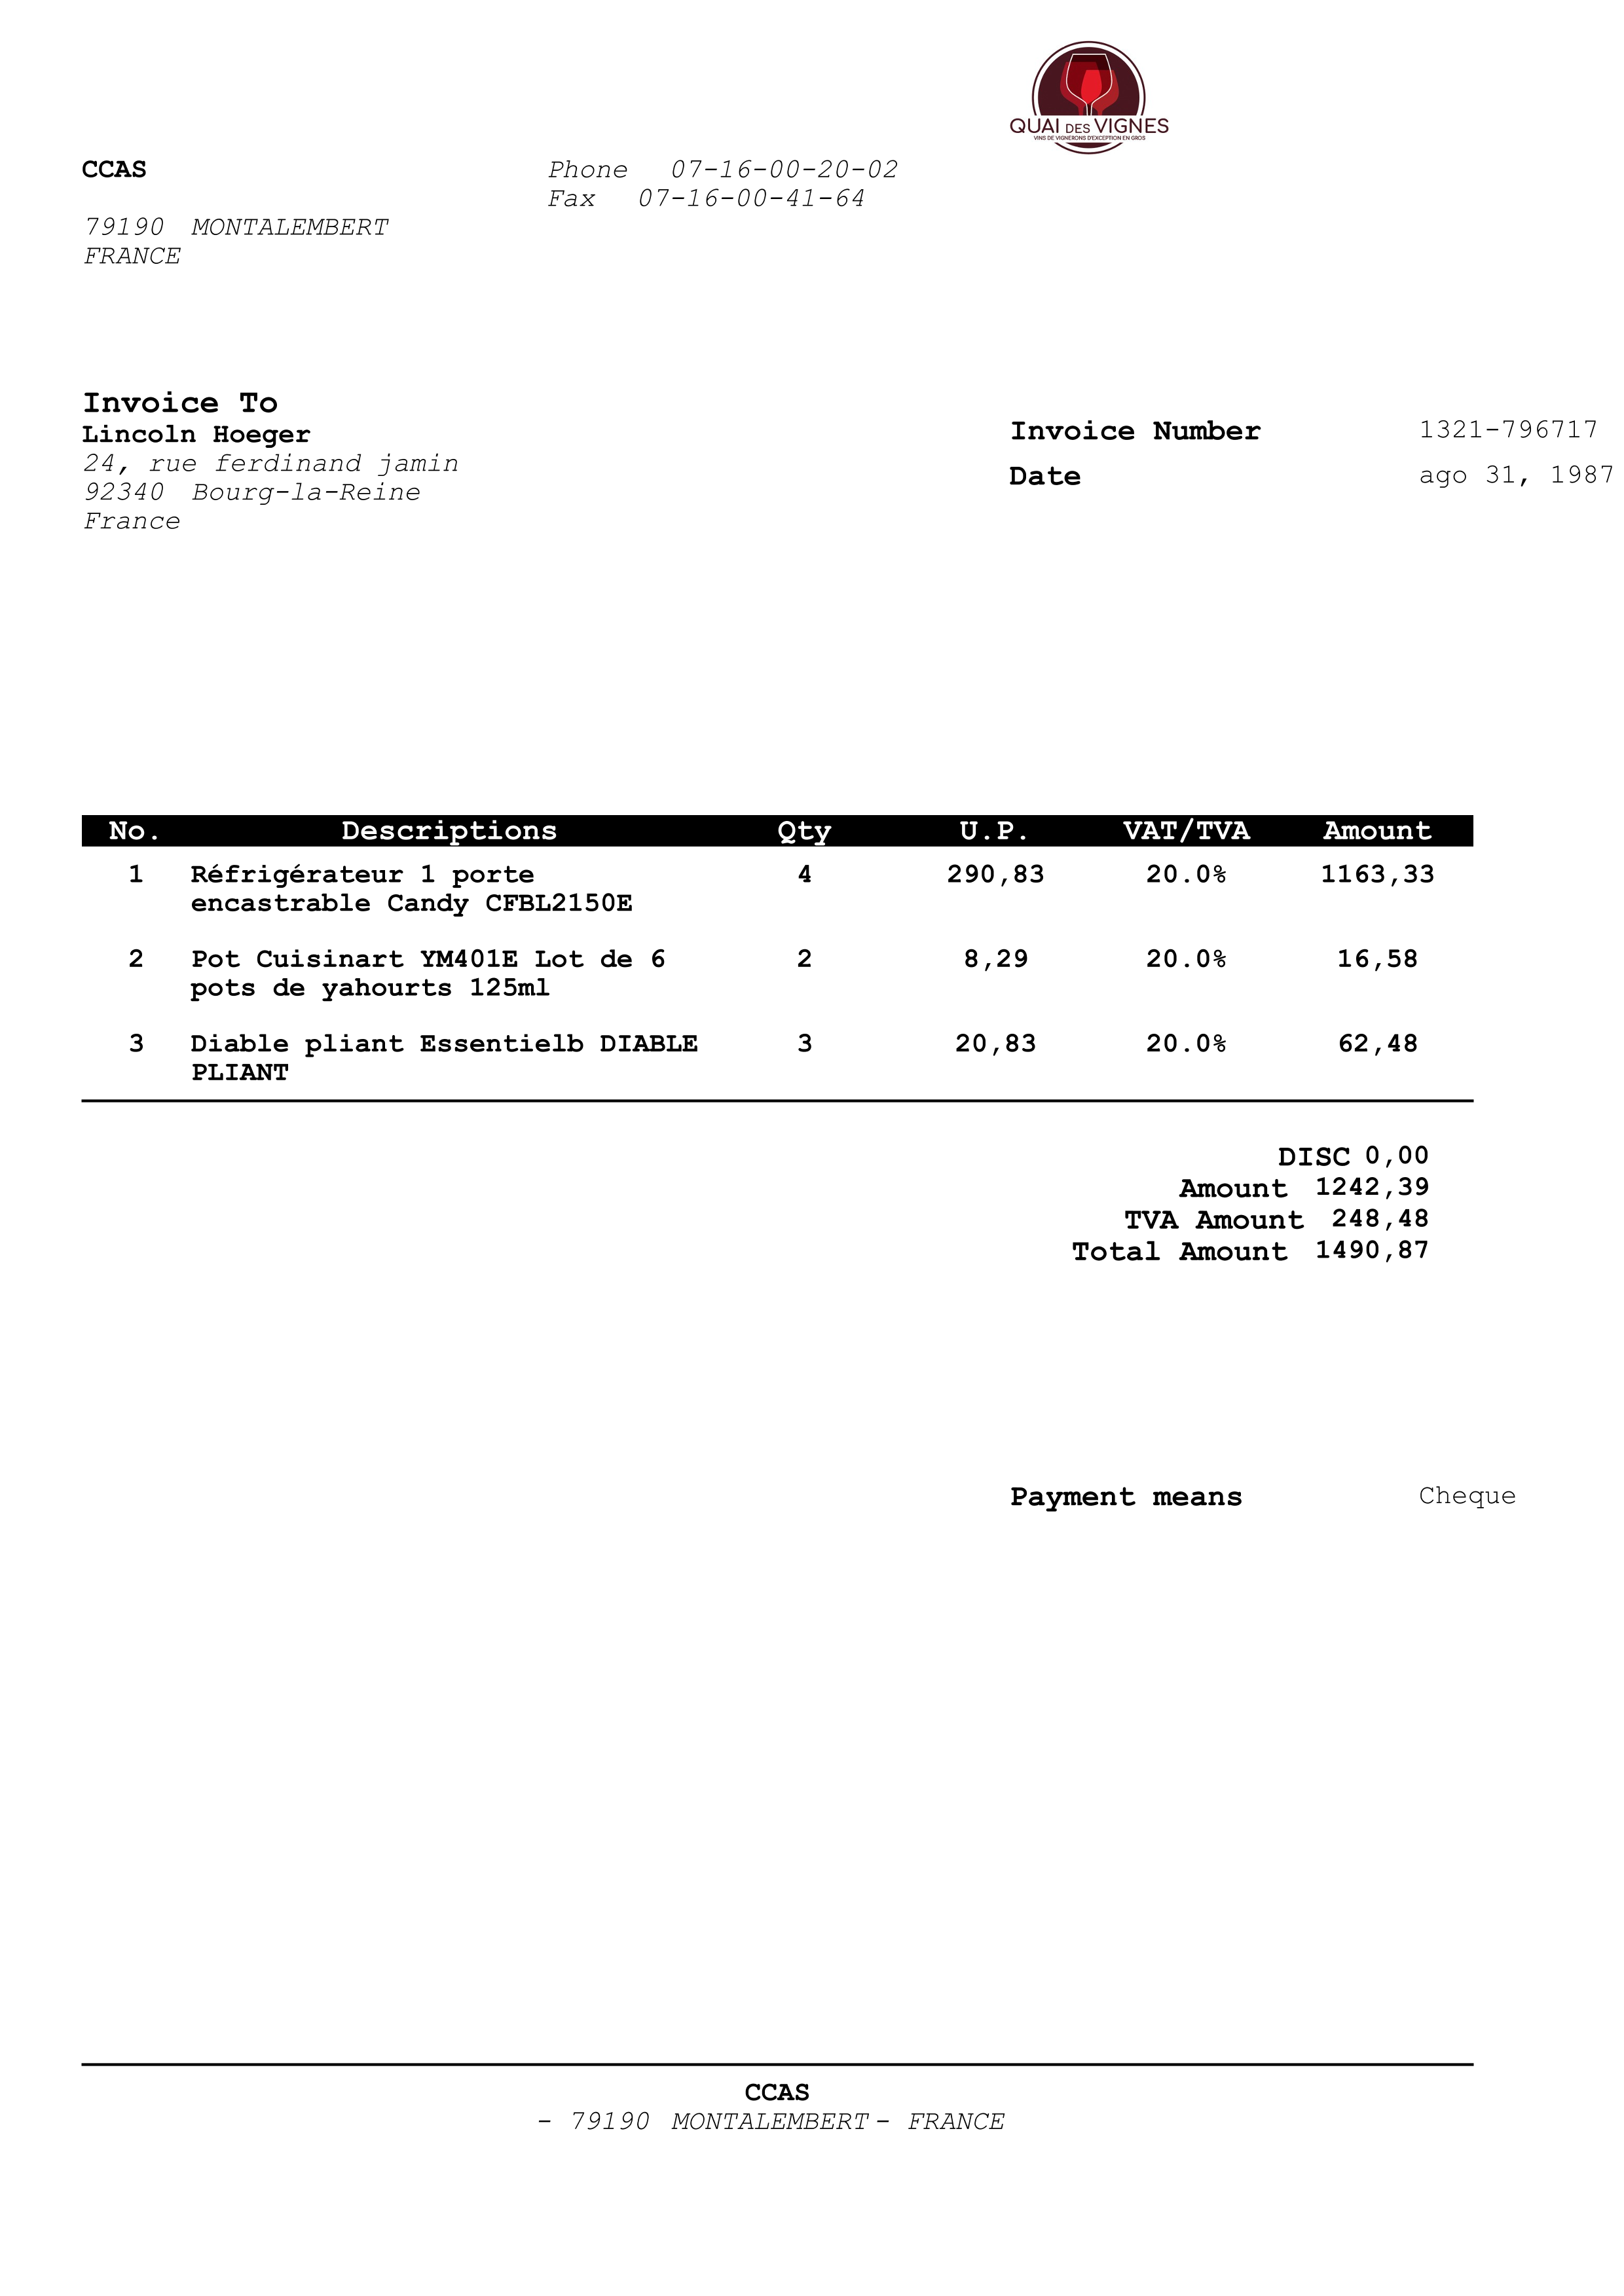 QUAI DES VIGNES
VINS DE VIGNERONS D'EXCEPTION EN GROS
CCAS
Phone 07-16-00-20-02
Fax 07-16-00-41-64
79190 MONTALEMBERT
FRANCE
Invoice To
Lincoln Hoeger
24, rue ferdinand jamin
92340 Bourg-la-Reine
France
Invoice Number 1321-796717
Date ago 31, 1987
No. Descriptions Qty U.P. VAT/TVA Amount
1 Réfrigérateur 1 porte 4 290,83 20.0% 1163,33
encastrable Candy CFBL2150E
2 Pot Cuisinart YM401E Lot de 6 2 8,29 20.0% 16,58
pots de yahourts 125ml
3 Diable pliant Essentielb DIABLE 3 20,83 20.0% 62,48
PLIANT
DISC 0,00
Amount 1242,39
TVA Amount 248,48
Total Amount 1490,87
Payment means Cheque
CCAS
- 79190 MONTALEMBERT - FRANCE